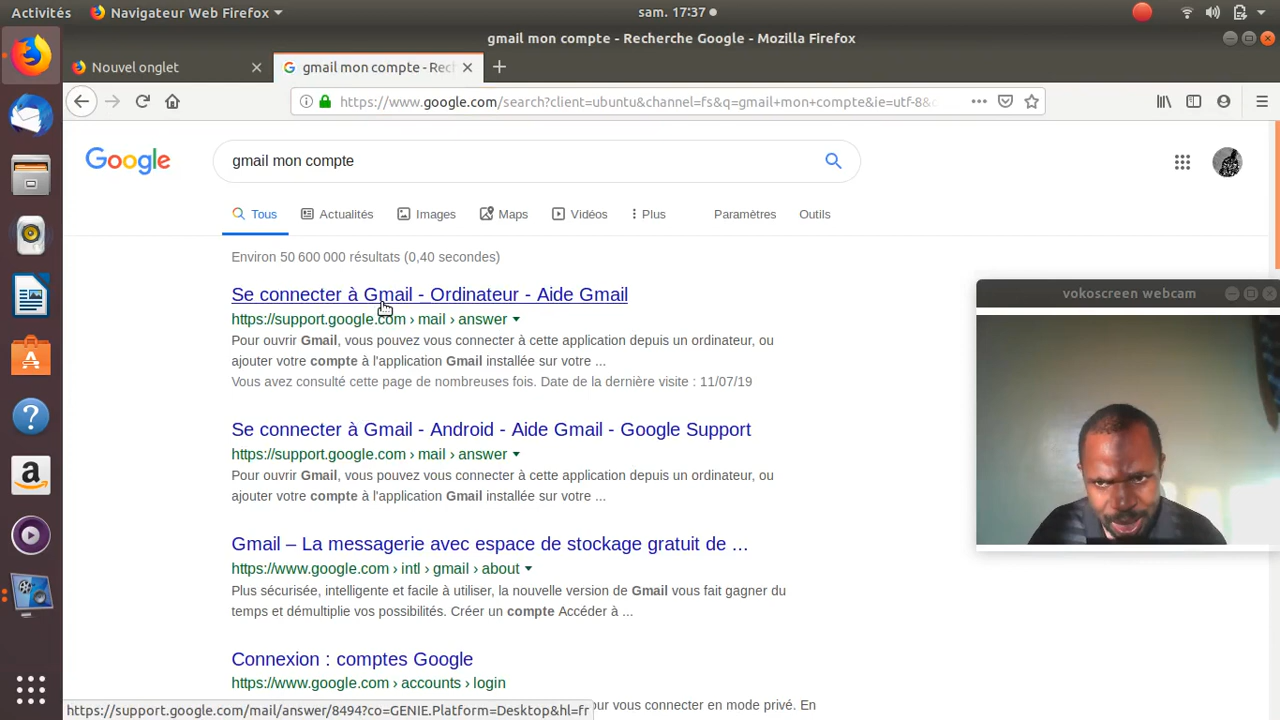 Activités
Navigateur Web Firefox
sam. 17:37
gmail mon compte - Recherche Google - Mozilla Firefox
Nouvel onglet
gmail mon compte - Rec
https://www.google.com/search?client=ubuntu&channel=fs&q=gmail+mon+compte&ie=utf-8&
Google
gmail mon compte
Tous
Actualités
Images
Maps
Vidéos
Plus
Paramètres
Outils
Environ 50 600 000 résultats (0,40 secondes)
Se connecter à Gmail - Ordinateur - Aide Gmail
https://support.google.com › mail › answer
Pour ouvrir Gmail, vous pouvez vous connecter à cette application depuis un ordinateur, ou
ajouter votre compte à l'application Gmail installée sur votre ...
Vous avez consulté cette page de nombreuses fois. Date de la dernière visite : 11/07/19
vokoscreen webcam
Se connecter à Gmail - Android - Aide Gmail - Google Support
https://support.google.com › mail › answer
Pour ouvrir Gmail, vous pouvez vous connecter à cette application depuis un ordinateur, ou
ajouter votre compte à l'application Gmail installée sur votre ...
Gmail – La messagerie avec espace de stockage gratuit de ...
https://www.google.com › intl › gmail › about
Plus sécurisée, intelligente et facile à utiliser, la nouvelle version de Gmail vous fait gagner du
temps et démultiplie vos possibilités. Créer un compte Accéder à ...
Connexion : comptes Google
https://www.google.com › accounts › login
our vous connecter en mode privé. En
https://support.google.com/mail/answer/8494?co=GENIE.Platform=Desktop&hl=fr